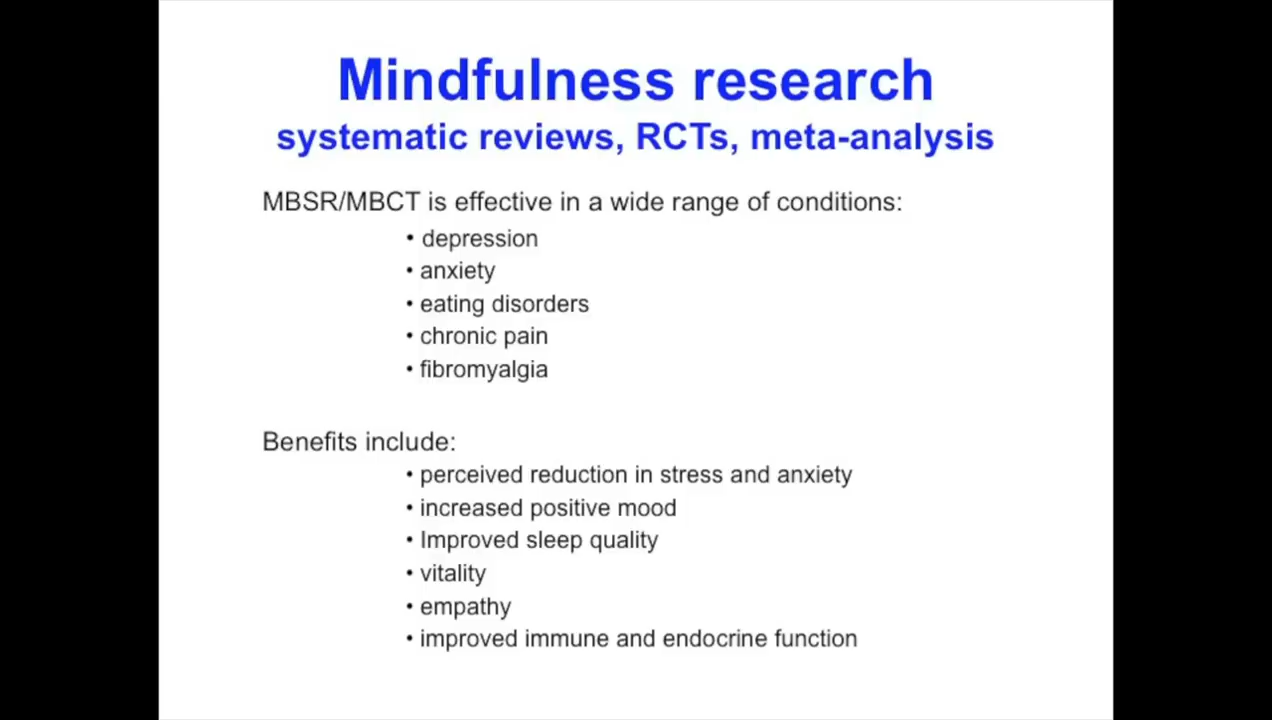 Mindfulness research
systematic reviews, RCTs, meta-analysis
MBSR/MBCT is effective in a wide range of conditions:
• depression
• anxiety
• eating disorders
• chronic pain
• fibromyalgia
Benefits include:
• perceived reduction in stress and anxiety
• increased positive mood
• Improved sleep quality
• vitality
• empathy
• improved immune and endocrine function